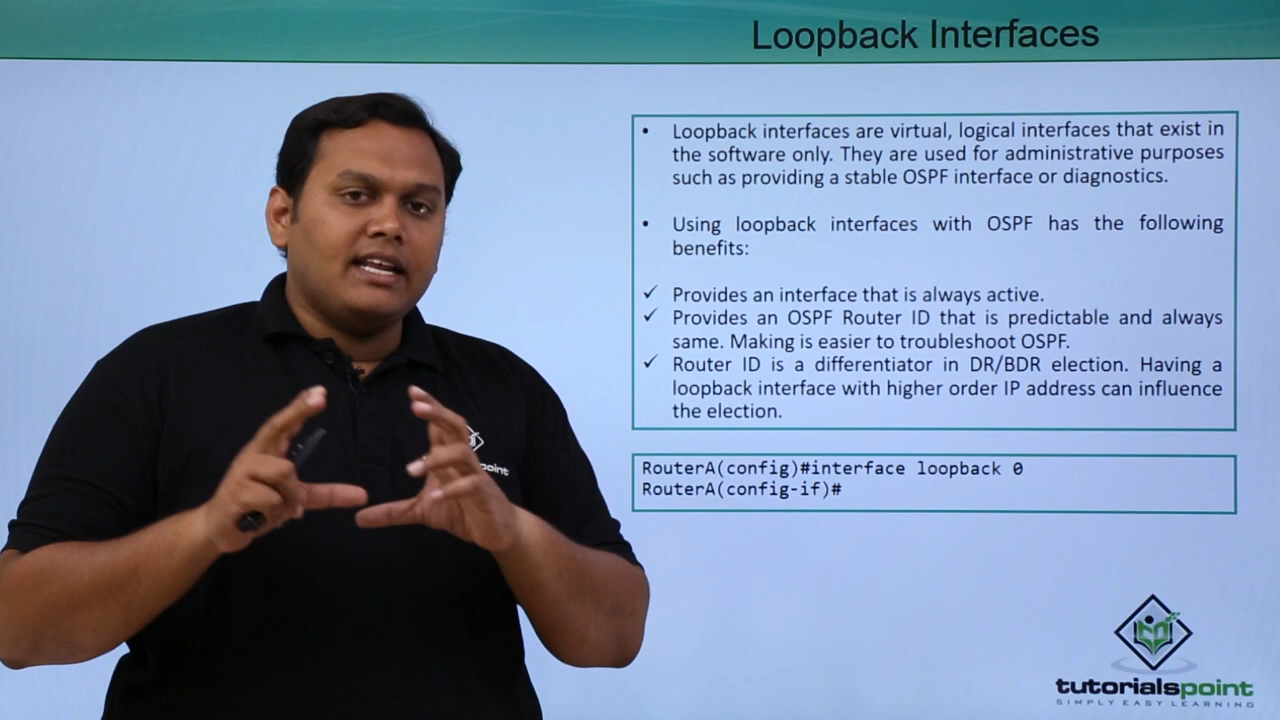 Loopback Interfaces
• Loopback interfaces are virtual, logical interfaces that exist in
the software only. They are used for administrative purposes
such as providing a stable OSPF interface or diagnostics.
• Using loopback interfaces with OSPF has the following
benefits:
✓ Provides an interface that is always active.
✓ Provides an OSPF Router ID that is predictable and always
same. Making is easier to troubleshoot OSPF.
✓ Router ID is a differentiator in DR/BDR election. Having a
loopback interface with higher order IP address can influence
the election.
RouterA(config)#interface loopback 0
RouterA(config-if)#
point
tutorialspoint
SIMPLY EASY LEARNING